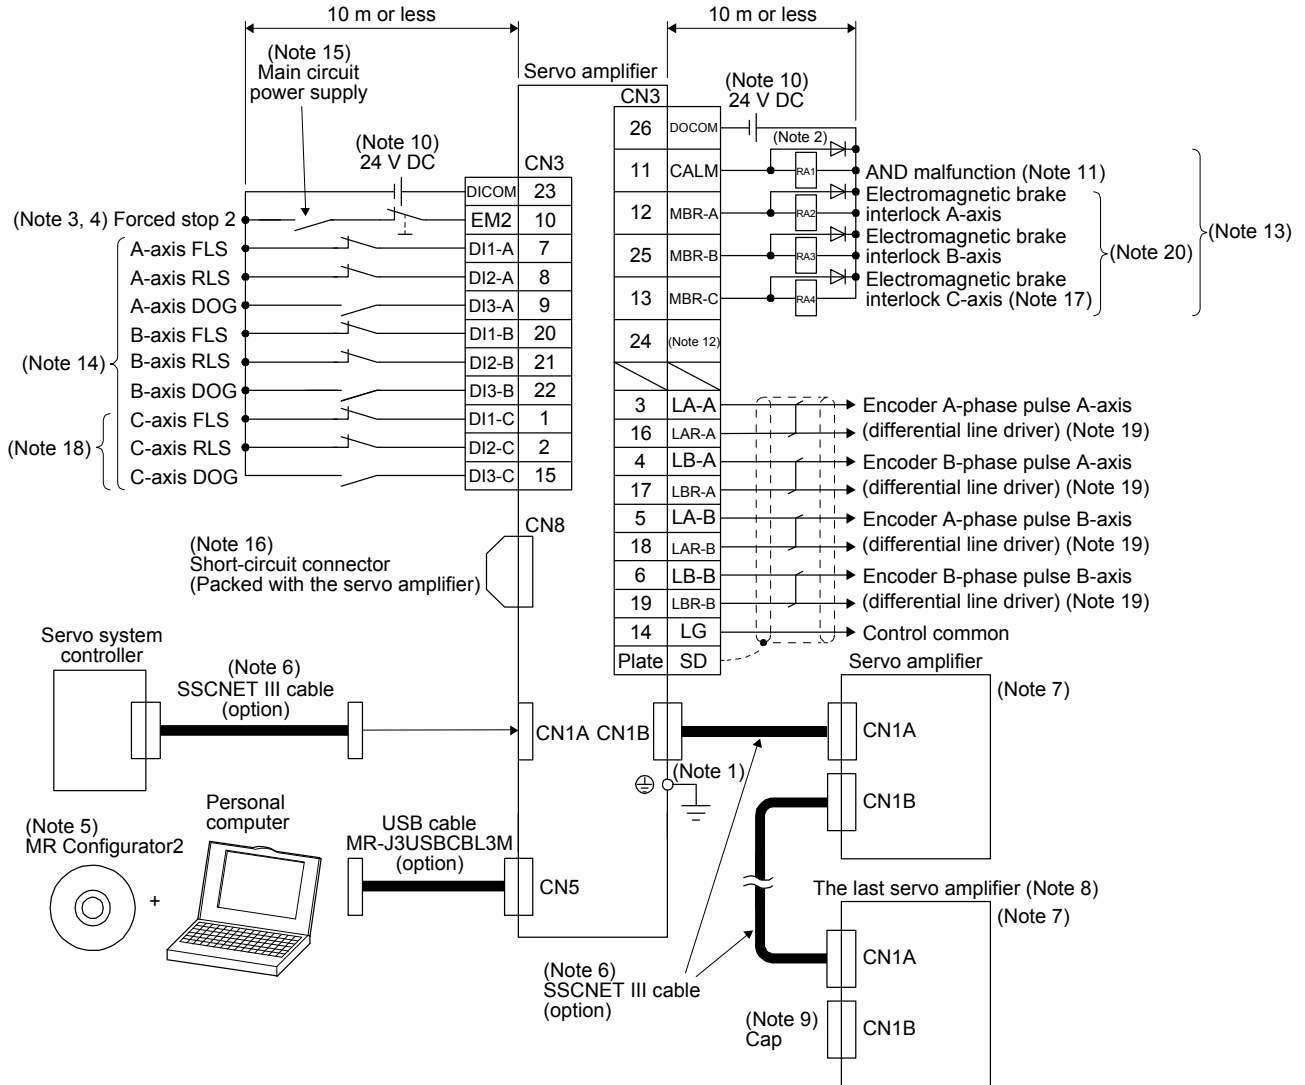 10 m or less
10 m or less
(Note 15)
Main circuit
power supply
Servo amplifier
(Note 10)
24 V DC
CN3
(Note 10)
24 V DC
CN3
DICOM 23
(Note 3, 4) Forced stop 2 EM2 10
A-axis FLS DI1-A 7
A-axis RLS DI2-A 8
A-axis DOG DI3-A 9
B-axis FLS DI1-B 20
(Note 14) B-axis RLS DI2-B 21
B-axis DOG DI3-B 22
C-axis FLS DI1-C 1
(Note 18) C-axis RLS DI2-C 2
C-axis DOG DI3-C 15
26 DOCOM
(Note 2)
11 CALM RA1 AND malfunction (Note 11)
12 MBR-A RA2 Electromagnetic brake
interlock A-axis
25 MBR-B RA3 Electromagnetic brake
interlock B-axis
13 MBR-C RA4 Electromagnetic brake
interlock C-axis (Note 17)
(Note 20)
(Note 13)
24 (Note 12)
3 LA-A Encoder A-phase pulse A-axis
16 LAR-A (differential line driver) (Note 19)
4 LB-A Encoder B-phase pulse A-axis
17 LBR-A (differential line driver) (Note 19)
5 LA-B Encoder A-phase pulse B-axis
18 LAR-B (differential line driver) (Note 19)
6 LB-B Encoder B-phase pulse B-axis
19 LBR-B (differential line driver) (Note 19)
14 LG Control common
Plate SD
CN8
(Note 16)
Short-circuit connector
(Packed with the servo amplifier)
Servo system
controller
(Note 6)
SSCNET III cable
(option)
CN1A CN1B
(Note 1)
Servo amplifier
(Note 7)
CN1A
CN1B
(Note 5)
MR Configurator2
+
Personal
computer
USB cable
MR-J3USBCBL3M
(option)
CN5
The last servo amplifier (Note 8)
(Note 7)
CN1A
(Note 6)
SSCNET III cable
(option)
(Note 9)
Cap
CN1B